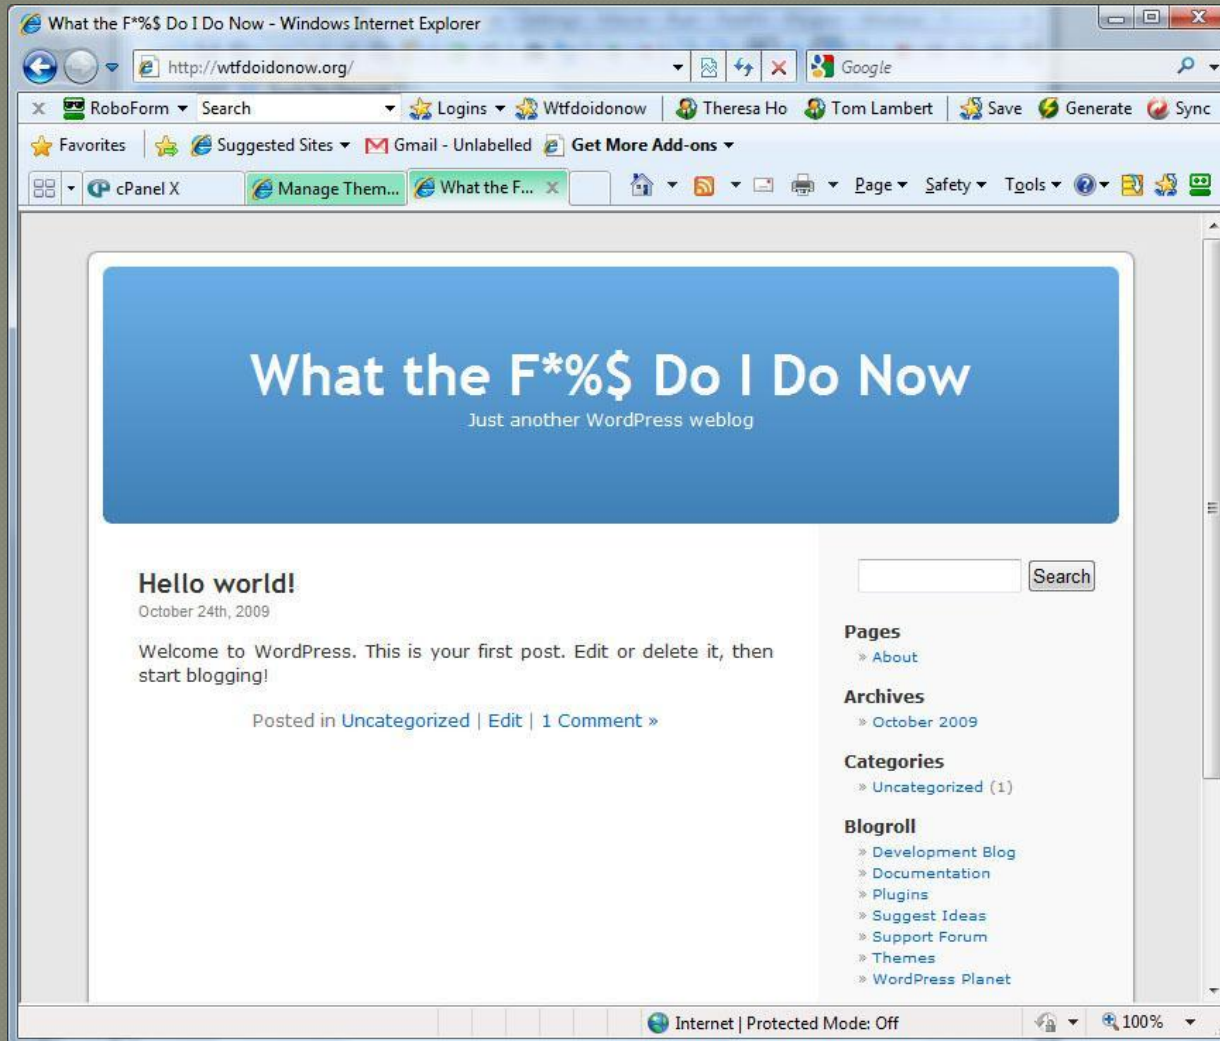 What the F*%$ Do I Do Now - Windows Internet Explorer
http://wtfdoidonow.org/
Google
RoboForm Search Logins Wtfdoidonow Theresa Ho Tom Lambert Save Generate Sync
Favorites Suggested Sites Gmail - Unlabelled Get More Add-ons
cPanel X Manage Them... What the F... Page Safety Tools
What the F*%$ Do I Do Now
Just another WordPress weblog
Hello world!
October 24th, 2009
Welcome to WordPress. This is your first post. Edit or delete it, then
start blogging!
Posted in Uncategorized | Edit | 1 Comment »
Search
Pages
» About
Archives
» October 2009
Categories
» Uncategorized (1)
Blogroll
» Development Blog
» Documentation
» Plugins
» Suggest Ideas
» Support Forum
» Themes
» WordPress Planet
Internet | Protected Mode: Off 100%